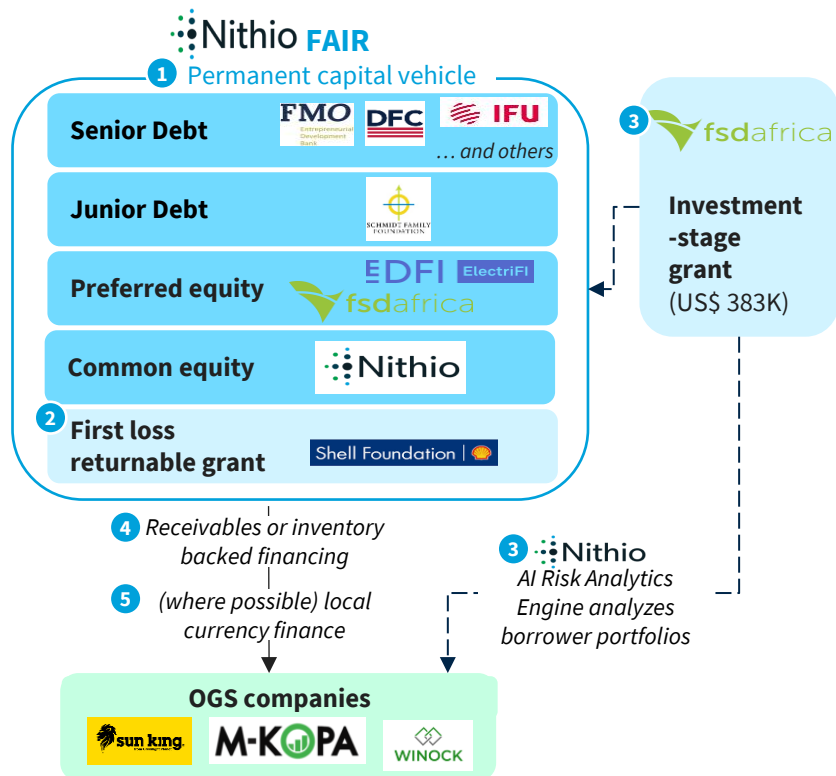 Nithio FAIR
1 Permanent capital vehicle
Senior Debt
FMO
Entrepreneurial
Development
Bank
DFC
IFU
... and others
Junior Debt
SCHMIDT FAMILY
FOUNDATION
Preferred equity
EDFI ElectriFI
fsdafrica
Common equity
Nithio
2
First loss
returnable grant
Shell Foundation
3 fsdafrica
Investment
-stage
grant
(US$ 383K)
4 Receivables or inventory
backed financing
5 (where possible) local
currency finance
3 Nithio
AI Risk Analytics
Engine analyzes
borrower portfolios
OGS companies
sun king.
M-KOPA
WINOCK